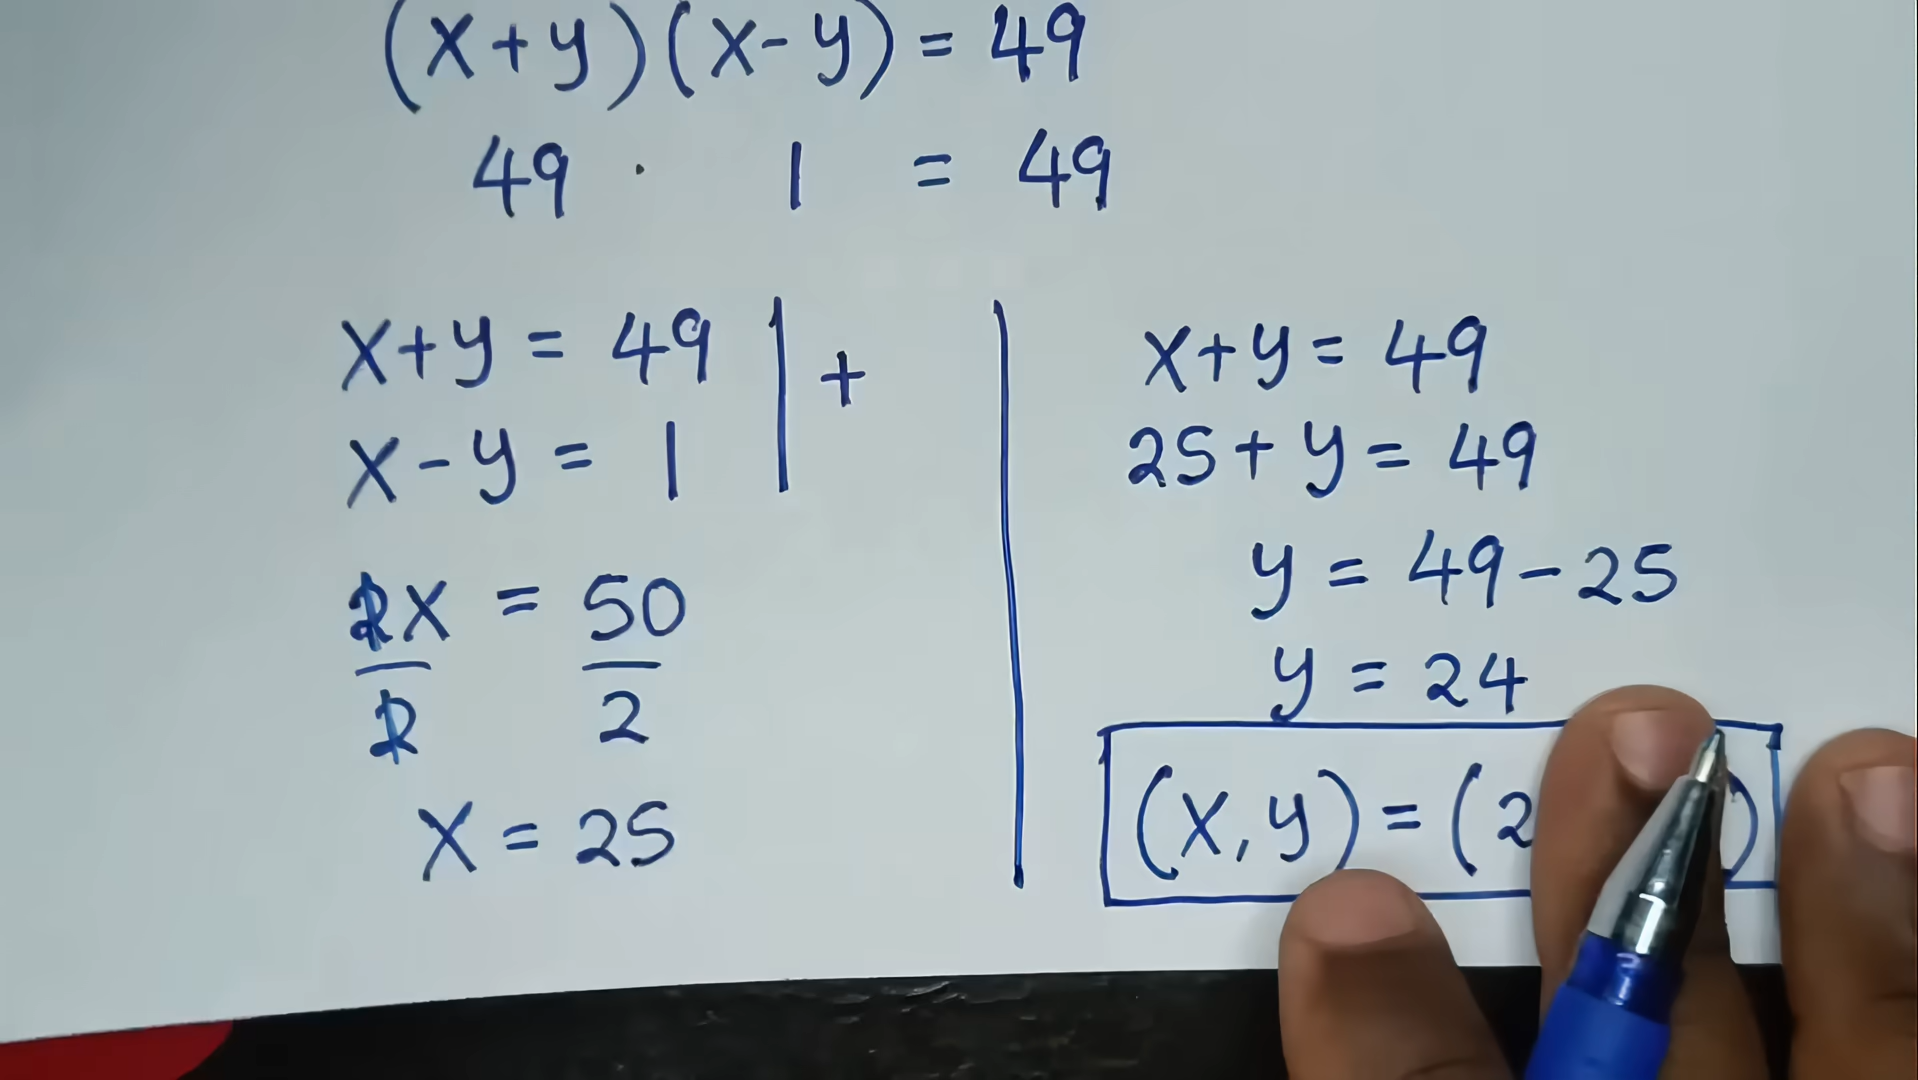 (x+y)(x-y) = 49
49 · 1 = 49
x+y = 49 | +
x-y = 1
2x = 50
2 2
x = 25
x+y = 49
25+y = 49
y = 49-25
y = 24
(x,y) = (2 )